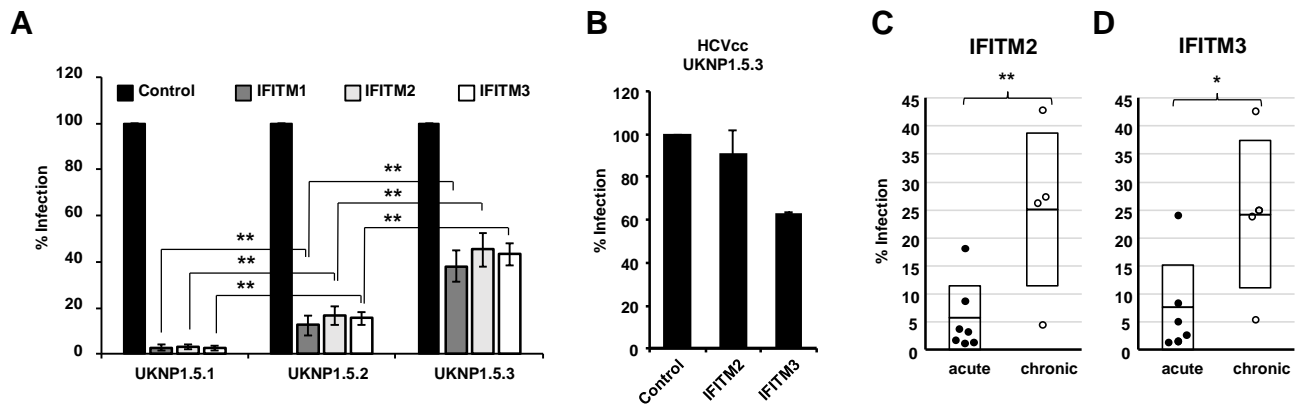 A
% Infection
120
100
80
60
40
20
0
Control IFITM1 IFITM2 IFITM3
**
**
**
**
**
**
UKNP1.5.1 UKNP1.5.2 UKNP1.5.3
B
HCVcc
UKNP1.5.3
% Infection
120
100
80
60
40
20
0
Control IFITM2 IFITM3
C
IFITM2
**
% Infection
45
40
35
30
25
20
15
10
5
0
acute chronic
D
IFITM3
*
45
40
35
30
25
20
15
10
5
0
acute chronic